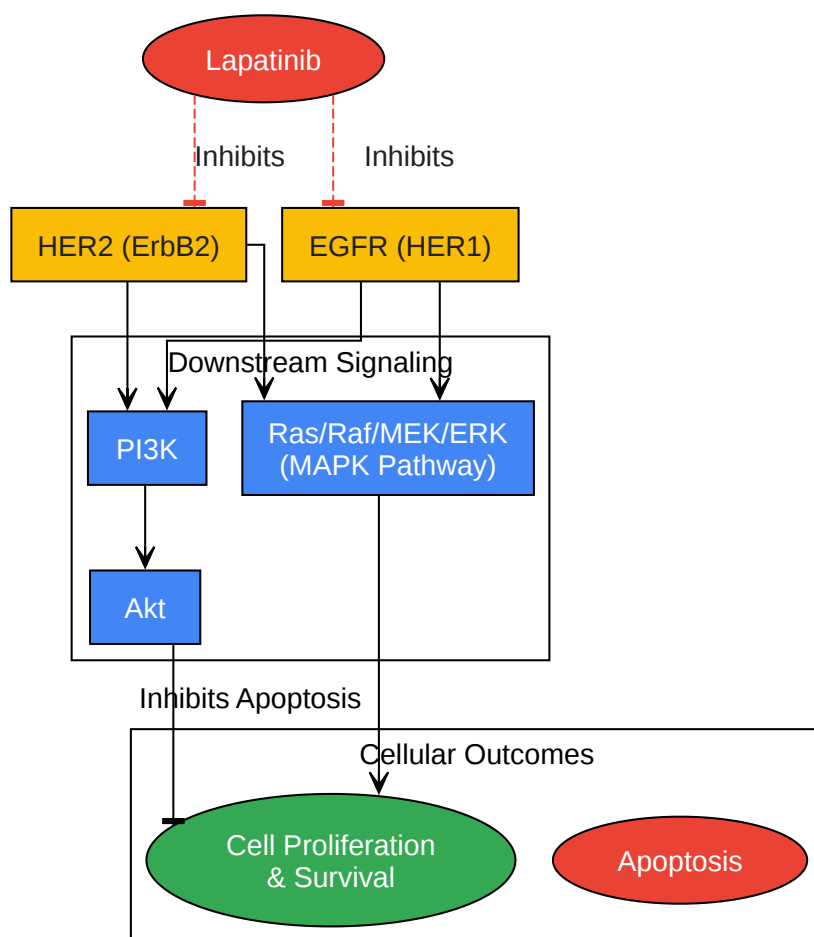 Lapatinib
Inhibits
Inhibits
HER2 (ErbB2)
EGFR (HER1)
Downstream Signaling
PI3K
Ras/Raf/MEK/ERK
(MAPK Pathway)
Akt
Inhibits Apoptosis
Cellular Outcomes
Cell Proliferation
& Survival
Apoptosis